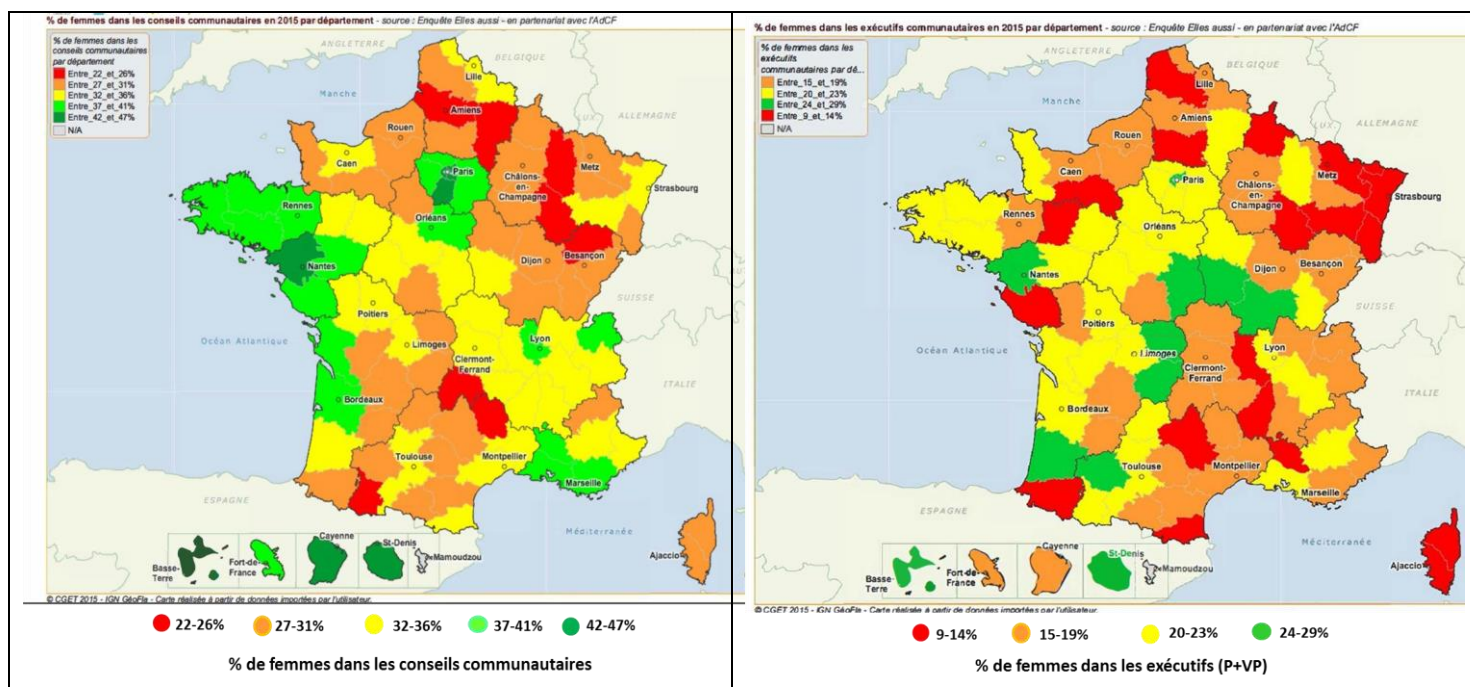 % de femmes dans les conseils communautaires en 2015 par département - source : Enquête Elles aussi - en partenariat avec l'AdCF
% de femmes dans les
conseils communautaires
par département
Entre_22_et_26%
Entre_27_et_31%
Entre_32_et_36%
Entre_37_et_41%
Entre_42_et_47%
N/A
ANGLETERRE
BELGIQUE
Lille
Manche
Amiens
LUX
ALLEMAGNE
Rouen
Caen
Paris
Metz
Châlons-
en-
Champagne
Strasbourg
Rennes
Orléans
Nantes
Dijon
Besançon
SUISSE
Poitiers
Océan Atlantique
Limoges
Lyon
Clermont-
Ferrand
ITALIE
Bordeaux
Toulouse
Montpellier
Marseille
ESPAGNE
Méditerranée
Ajaccio
Basse-
Terre
Fort-de-
France
Cayenne
St-Denis
Mamoudzou
© CGET 2015 - IGN GéoFla - Carte réalisée à partir de données importées par l'utilisateur.
22-26%
27-31%
32-36%
37-41%
42-47%
% de femmes dans les conseils communautaires
% de femmes dans les exécutifs communautaires en 2015 par département - source : Enquête Elles aussi - en partenariat avec l'AdCF
% de femmes dans les
exécutifs
communautaires par dé...
Entre_15_et_19%
Entre_20_et_23%
Entre_24_et_29%
Entre_9_et_14%
N/A
ANGLETERRE
BELGIQUE
Lille
Manche
Amiens
LUX
ALLEMAGNE
Rouen
Caen
Paris
Metz
Châlons-
en-
Champagne
Strasbourg
Rennes
Orléans
Nantes
Dijon
Besançon
SUISSE
Poitiers
Océan Atlantique
Limoges
Lyon
Clermont-
Ferrand
ITALIE
Bordeaux
Toulouse
Montpellier
Marseille
ESPAGNE
Méditerranée
Ajaccio
Basse-
Terre
Fort-de-
France
Cayenne
St-Denis
Mamoudzou
© CGET 2015 - IGN GéoFla - Carte réalisée à partir de données importées par l'utilisateur.
9-14%
15-19%
20-23%
24-29%
% de femmes dans les exécutifs (P+VP)